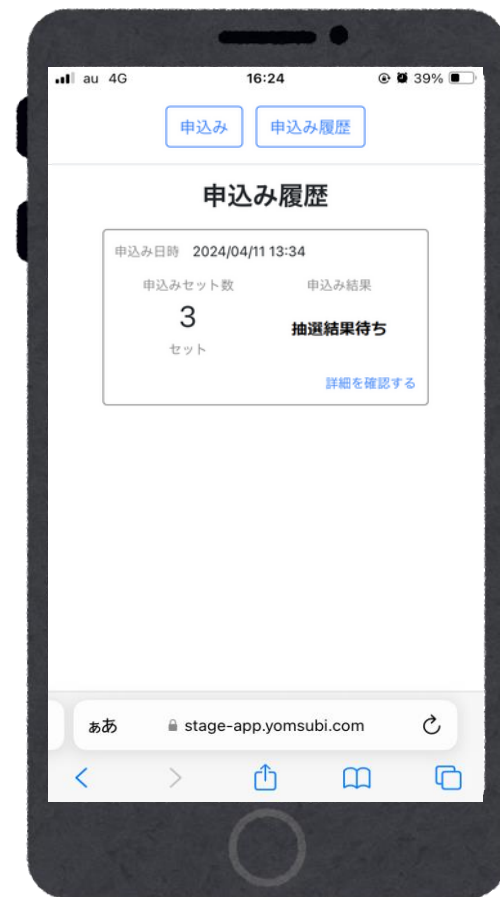 au 4G 16:24 39%
申込み 申込み履歴
申込み履歴
申込み日時 2024/04/11 13:34
申込みセット数 申込み結果
3
抽選結果待ち
セット
詳細を確認する
ぁあ stage-app.yomsubi.com